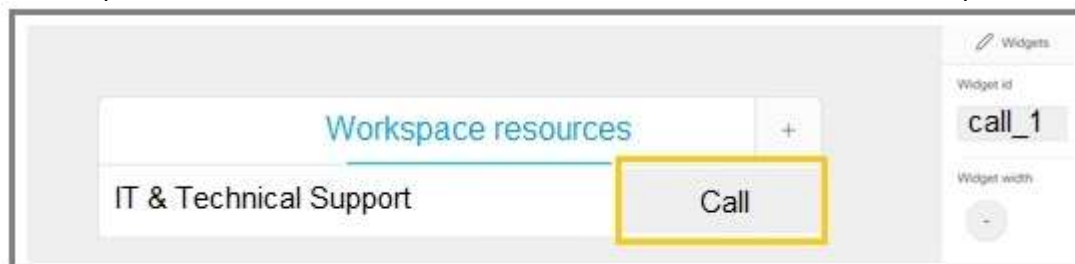 Widgets
Widget id
call_1
Workspace resources +
IT & Technical Support Call
Widget width
-